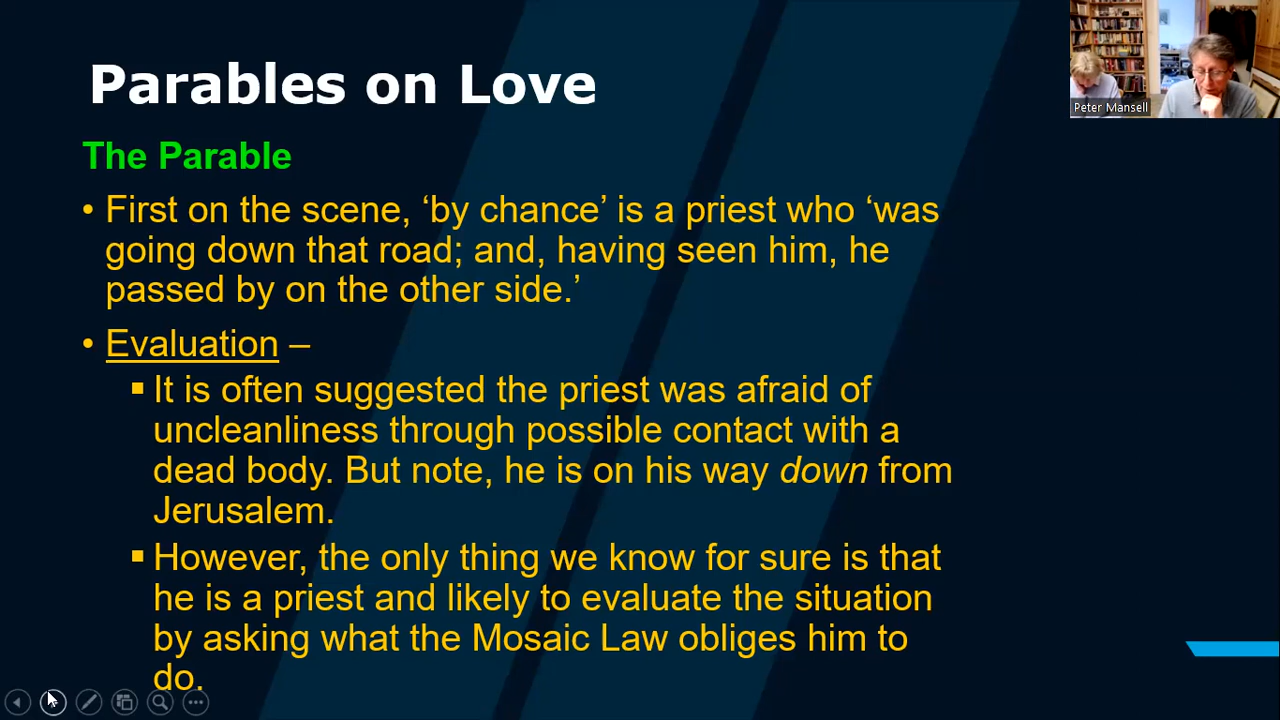 Parables on Love
Peter Mansell
The Parable
• First on the scene, ‘by chance’ is a priest who ‘was
going down that road; and, having seen him, he
passed by on the other side.’
• Evaluation –
▪ It is often suggested the priest was afraid of
uncleanliness through possible contact with a
dead body. But note, he is on his way down from
Jerusalem.
▪ However, the only thing we know for sure is that
he is a priest and likely to evaluate the situation
by asking what the Mosaic Law obliges him to
do.